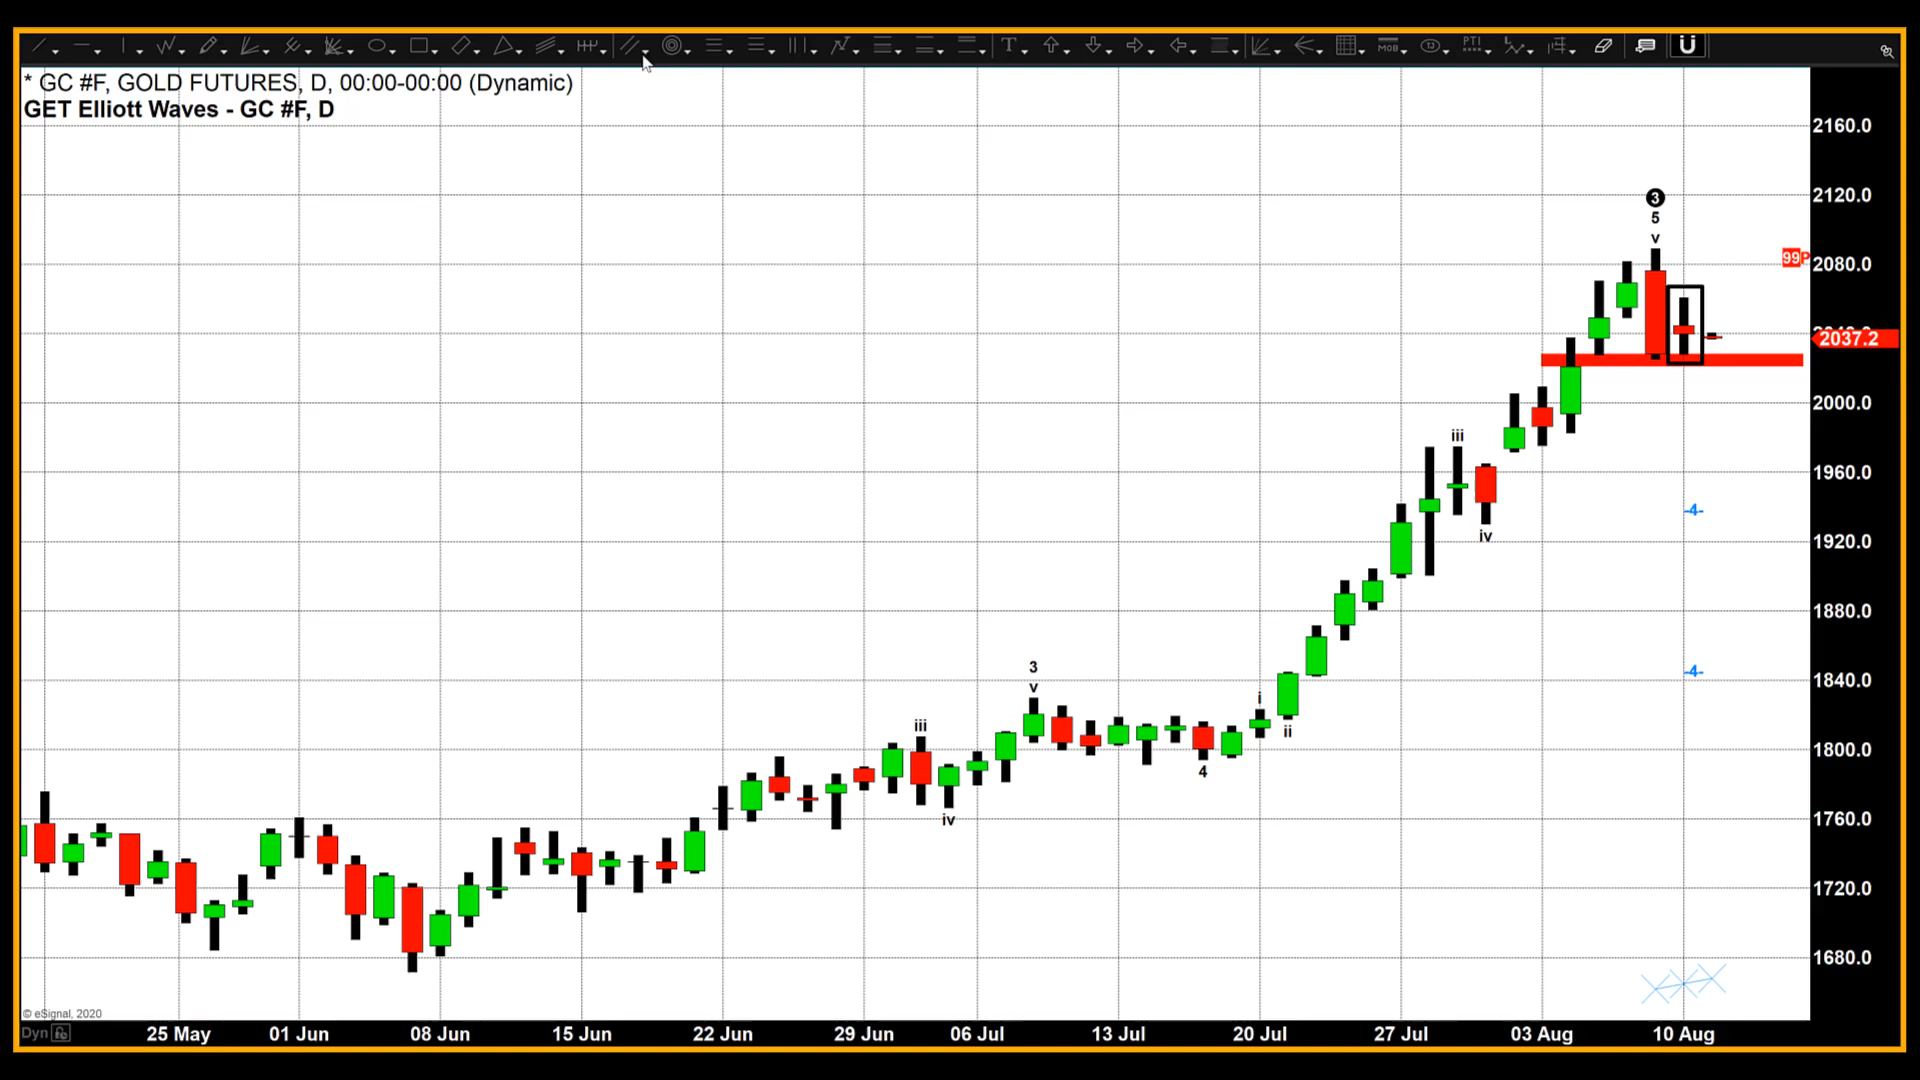 T MOB PTI Ü
* GC #F, GOLD FUTURES, D, 00:00-00:00 (Dynamic)
GET Elliott Waves - GC #F, D
2160.0
2120.0
3
5
v
99P
2080.0
2037.2
2000.0
iii
1960.0
-4-
iv
1920.0
1880.0
3
v
-4-
1840.0
i
iii
ii
1800.0
4
iv
1760.0
1720.0
1680.0
© eSignal, 2020
Dyn
25 May 01 Jun 08 Jun 15 Jun 22 Jun 29 Jun 06 Jul 13 Jul 20 Jul 27 Jul 03 Aug 10 Aug